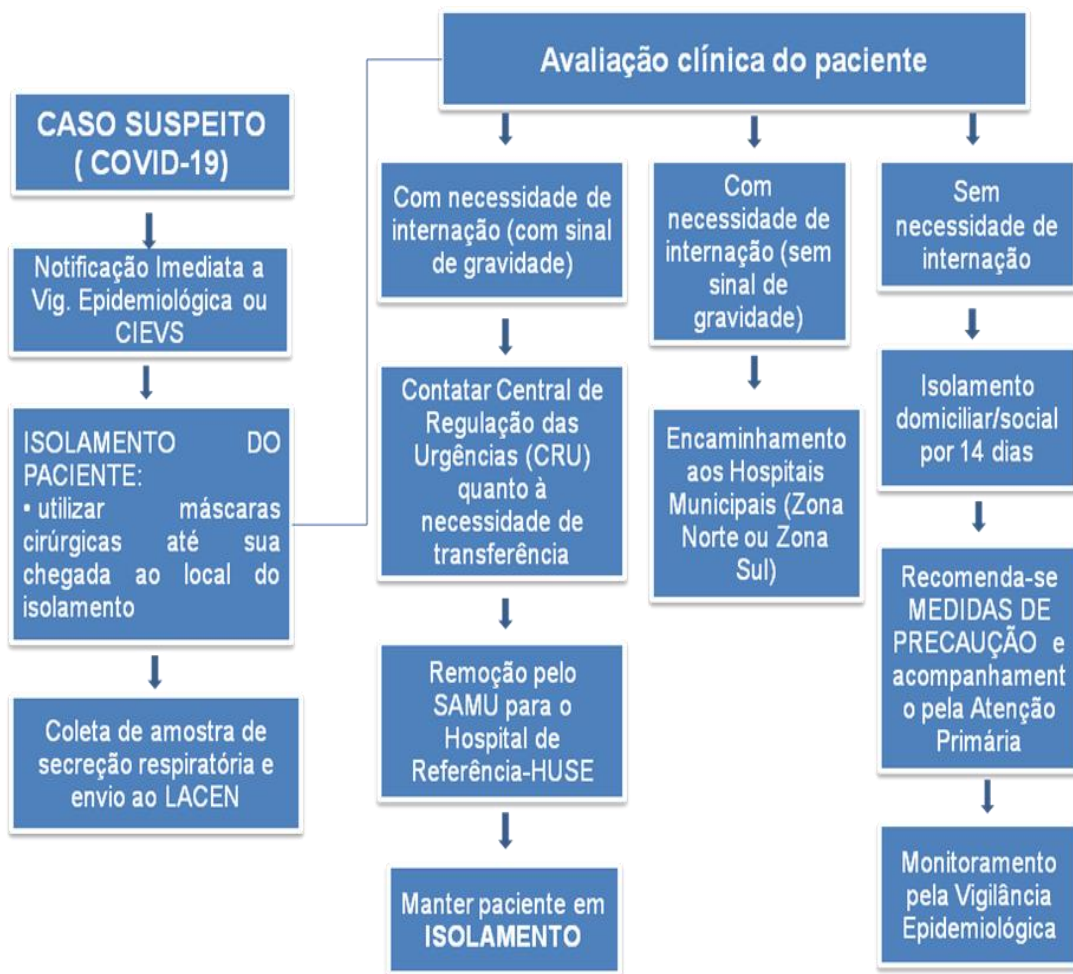 CASO SUSPEITO
( COVID-19)
Notificação Imediata a
Vig. Epidemiológica ou
CIEVS
ISOLAMENTO DO
PACIENTE:
• utilizar máscaras
cirúrgicas até sua
chegada ao local do
isolamento
Coleta de amostra de
secreção respiratória e
envio ao LACEN
Avaliação clínica do paciente
Com necessidade de
internação (com sinal
de gravidade)
Contatar Central de
Regulação das
Urgências (CRU)
quanto à
necessidade de
transferência
Remoção pelo
SAMU para o
Hospital de
Referência-HUSE
Manter paciente em
ISOLAMENTO
Com
necessidade de
internação (sem
sinal de
gravidade)
Encaminhamento
aos Hospitais
Municipais (Zona
Norte ou Zona
Sul)
Sem
necessidade de
internação
Isolamento
domiciliar/social
por 14 dias
Recomenda-se
MEDIDAS DE
PRECAUÇÃO e
acompanhament
o pela Atenção
Primária
Monitoramento
pela Vigilância
Epidemiológica